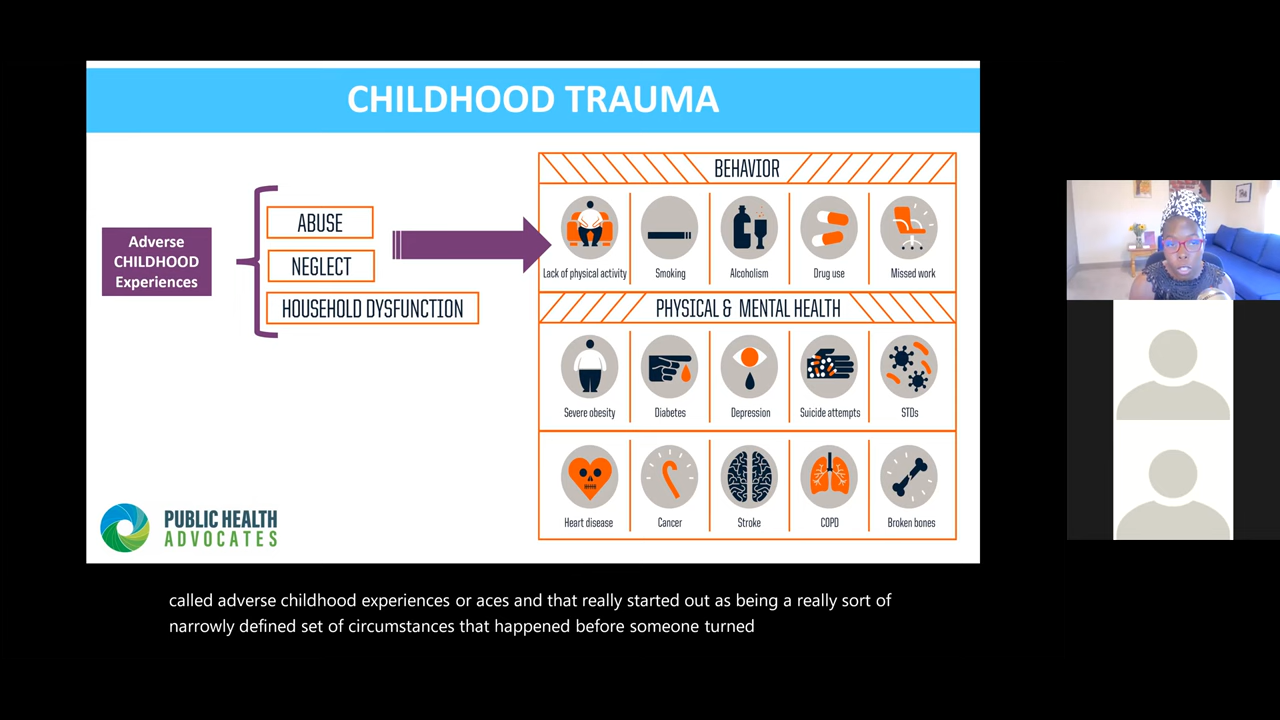 CHILDHOOD TRAUMA
Adverse
CHILDHOOD
Experiences
ABUSE
NEGLECT
HOUSEHOLD DYSFUNCTION
BEHAVIOR
Lack of physical activity
Smoking
Alcoholism
Drug use
Missed work
PHYSICAL & MENTAL HEALTH
Severe obesity
Diabetes
Depression
Suicide attempts
STDs
Heart disease
Cancer
Stroke
COPD
Broken bones
PUBLIC HEALTH
ADVOCATES
called adverse childhood experiences or aces and that really started out as being a really sort of
narrowly defined set of circumstances that happened before someone turned